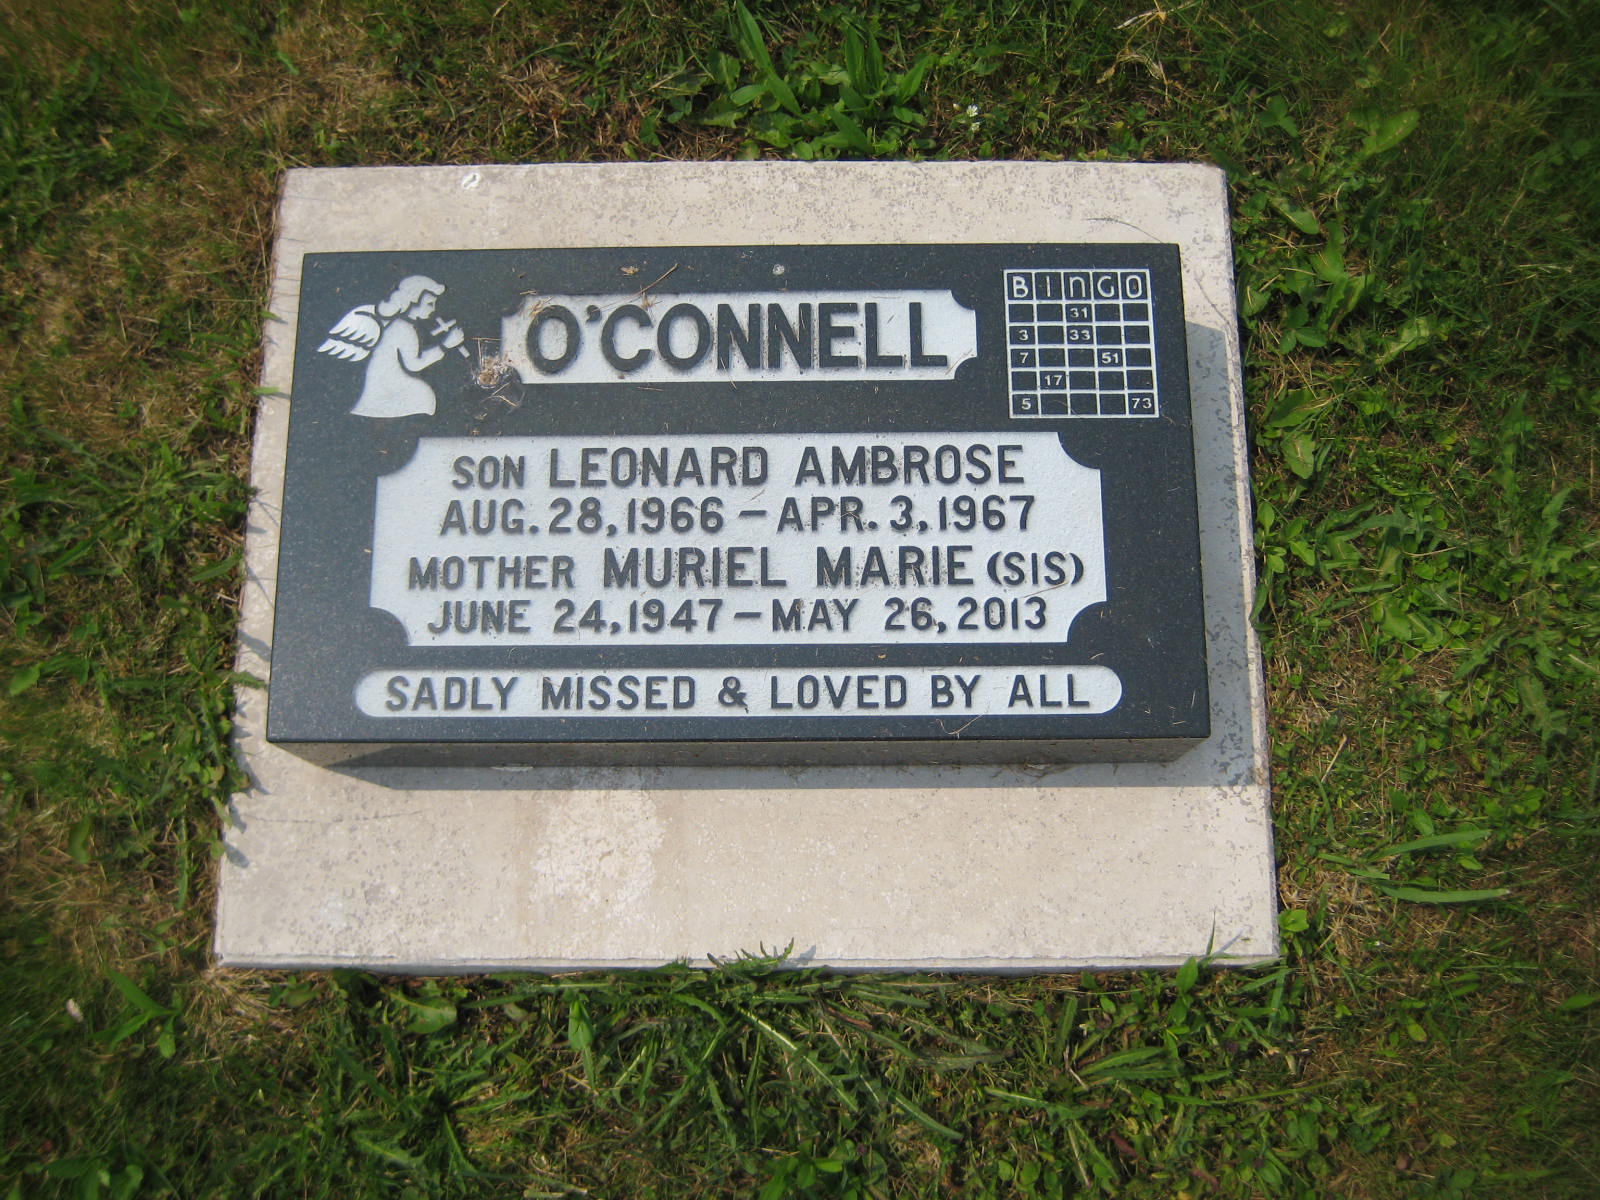 O'CONNELL
BINGO
31
3 33
7 51
17
5 73
SON LEONARD AMBROSE
AUG. 28, 1966 – APR. 3, 1967
MOTHER MURIEL MARIE (SIS)
JUNE 24, 1947 – MAY 26, 2013
SADLY MISSED & LOVED BY ALL